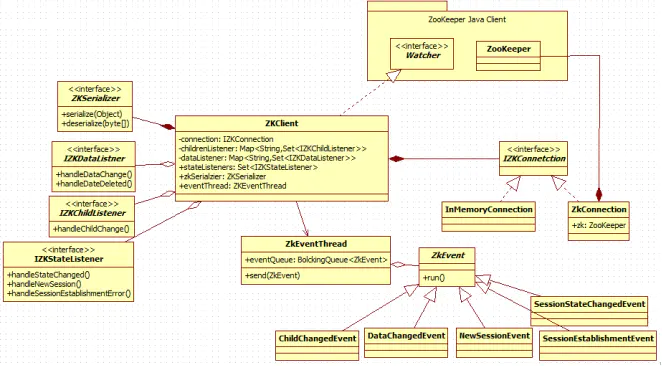 ZooKeeper Java Client
<<interface>>
Watcher
ZooKeeper
<<interface>>
ZKSerializer
+serialize(Object)
+deserialize(byte[])
ZKClient
-connection: IZKConnection
-childrenListener: Map<String,Set<IZKChildListener>>
-dataListener: Map<String,Set<IZKDataListener>>
+stateListeners: Set<IZKStateListener>
+zkSerialzier: ZKSerializer
+eventThread: ZKEventThread
<<interface>>
IZKDataListner
+handleDataChange()
+handleDateDeleted()
<<interface>>
IZKConnetction
<<interface>>
IZKChildListener
+handleChildChange()
InMemoryConnection
ZkConnection
+zk: ZooKeeper
<<interface>>
IZKStateListener
+handleStateChanged()
+handleNewSession()
+handleSessionEstablishmentError()
ZkEventThread
+eventQueue: BolckingQueue<ZkEvent>
+send(ZkEvent)
ZkEvent
+run()
SessionStateChangedEvent
ChildChangedEvent
DataChangedEvent
NewSessionEvent
SessionEstablishmentEvent